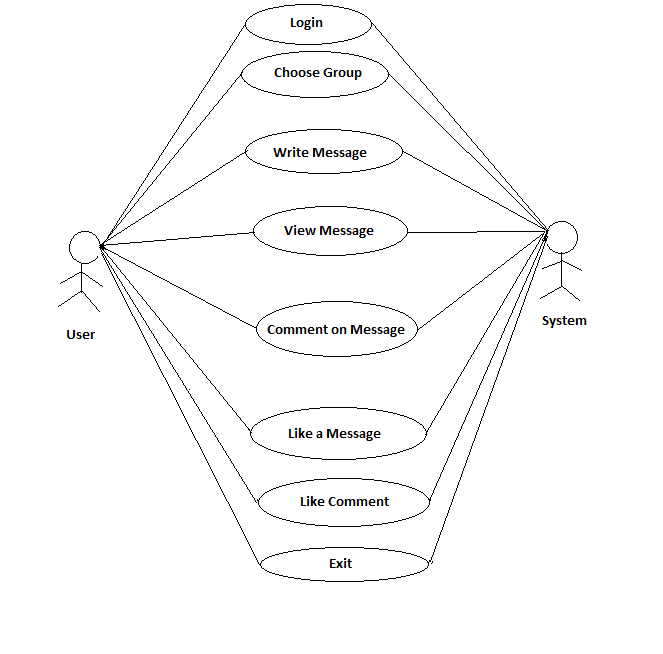 Login
Choose Group
Write Message
View Message
Comment on Message
Like a Message
Like Comment
Exit
User
System